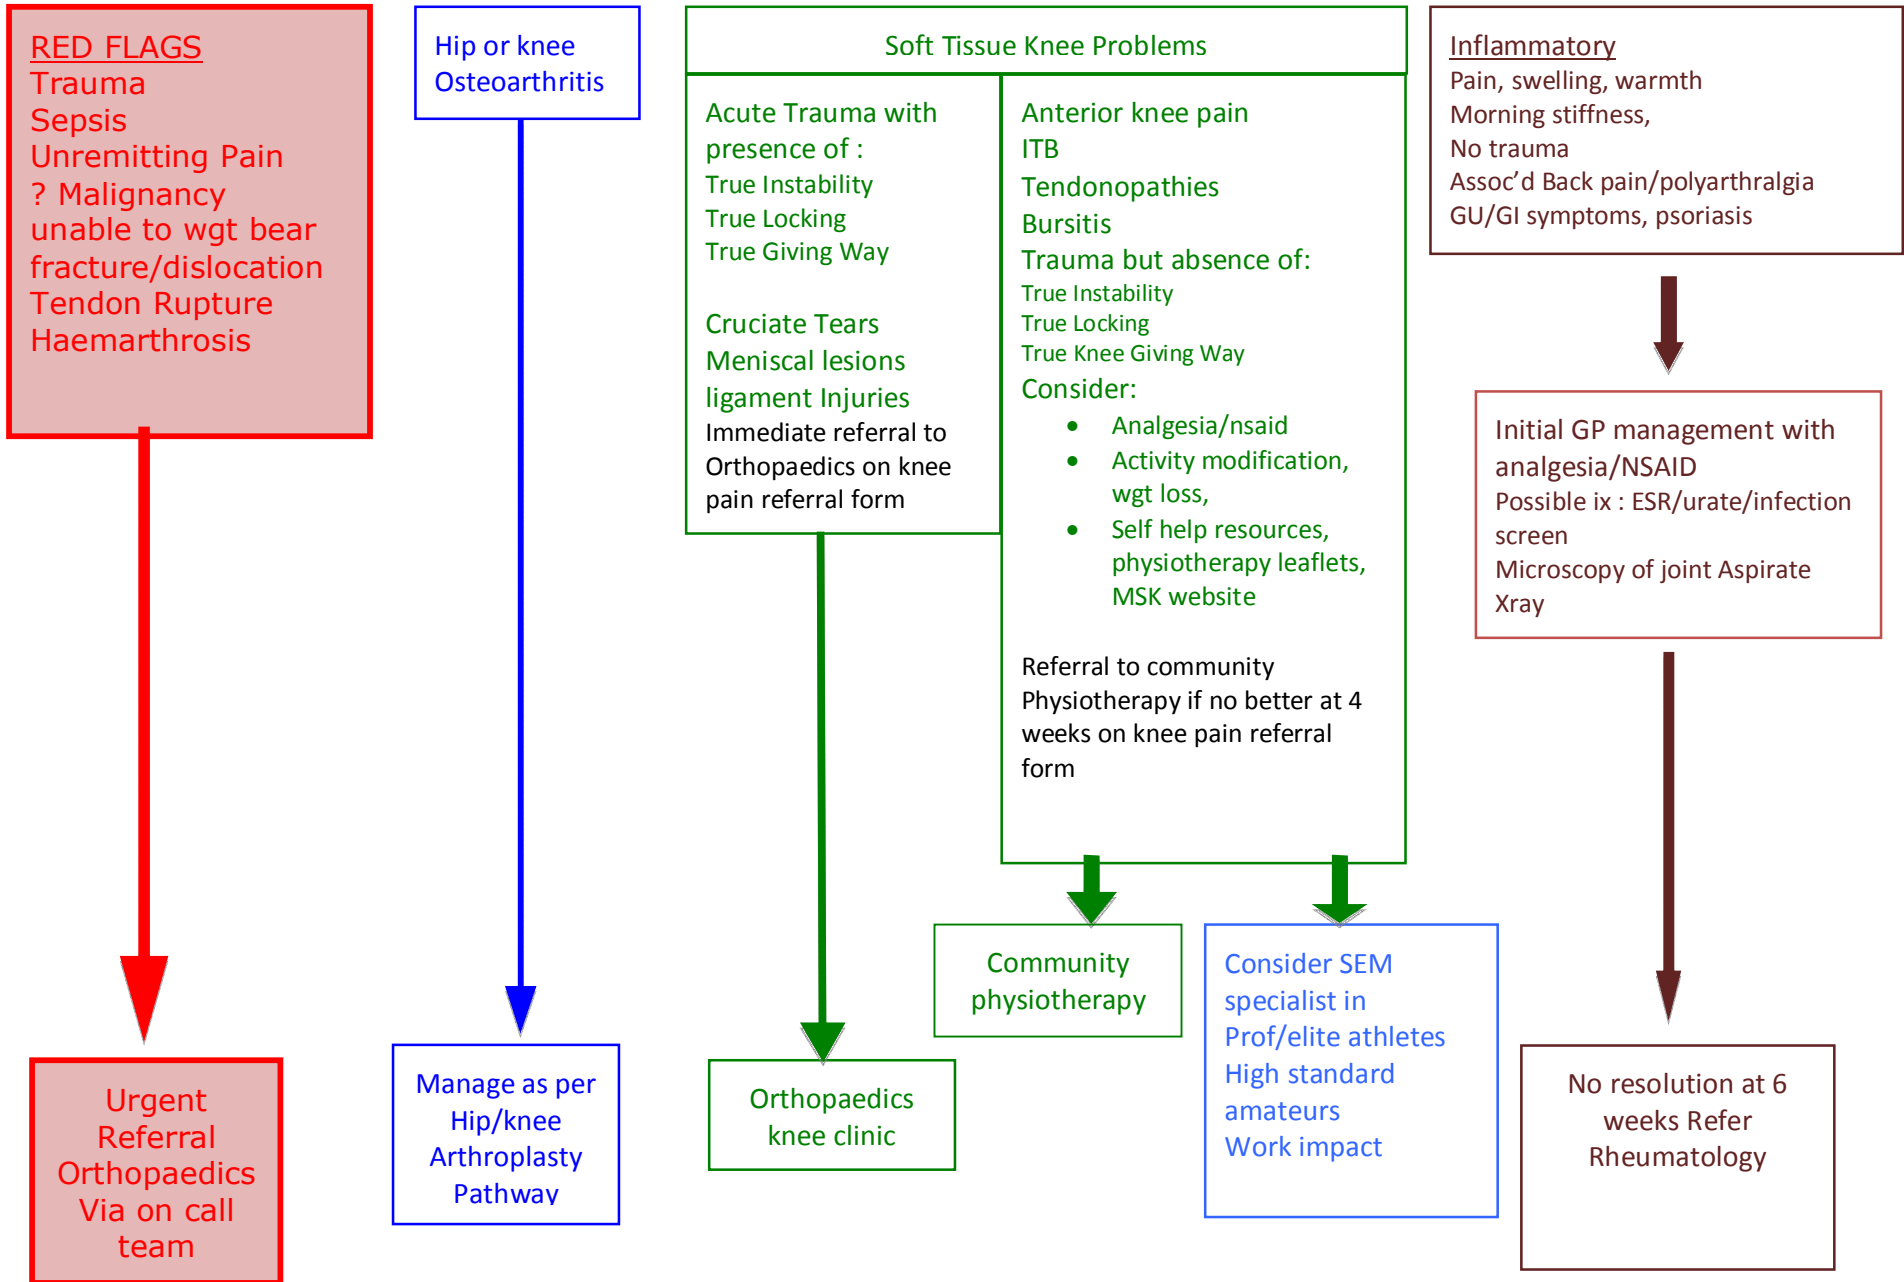 RED FLAGS
Trauma
Sepsis
Unremitting Pain
? Malignancy
unable to wgt bear
fracture/dislocation
Tendon Rupture
Haemarthrosis
Urgent
Referral
Orthopaedics
Via on call
team
Hip or knee
Osteoarthritis
Manage as per
Hip/knee
Arthroplasty
Pathway
Soft Tissue Knee Problems
Acute Trauma with
presence of :
True Instability
True Locking
True Giving Way
Cruciate Tears
Meniscal lesions
ligament Injuries
Immediate referral to
Orthopaedics on knee
pain referral form
Orthopaedics
knee clinic
Anterior knee pain
ITB
Tendonopathies
Bursitis
Trauma but absence of:
True Instability
True Locking
True Knee Giving Way
Consider:
• Analgesia/nsaid
• Activity modification,
wgt loss,
• Self help resources,
physiotherapy leaflets,
MSK website
Referral to community
Physiotherapy if no better at 4
weeks on knee pain referral
form
Community
physiotherapy
Consider SEM
specialist in
Prof/elite athletes
High standard
amateurs
Work impact
Inflammatory
Pain, swelling, warmth
Morning stiffness,
No trauma
Assoc’d Back pain/polyarthralgia
GU/GI symptoms, psoriasis
Initial GP management with
analgesia/NSAID
Possible ix : ESR/urate/infection
screen
Microscopy of joint Aspirate
Xray
No resolution at 6
weeks Refer
Rheumatology